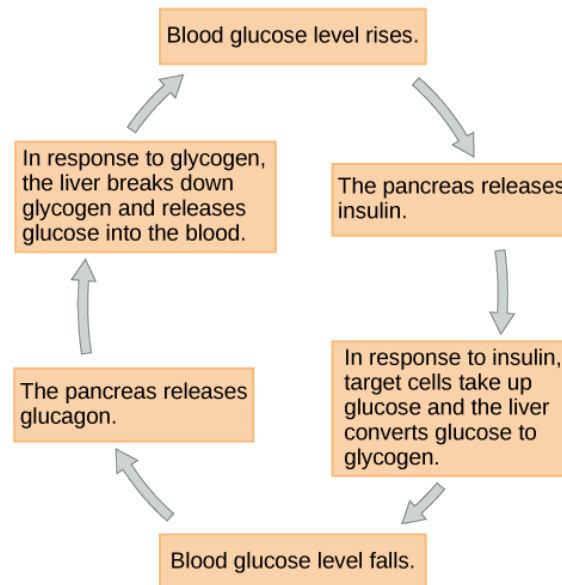 Blood glucose level rises.
The pancreas releases
insulin.
In response to insulin,
target cells take up
glucose and the liver
converts glucose to
glycogen.
Blood glucose level falls.
The pancreas releases
glucagon.
In response to glycogen,
the liver breaks down
glycogen and releases
glucose into the blood.